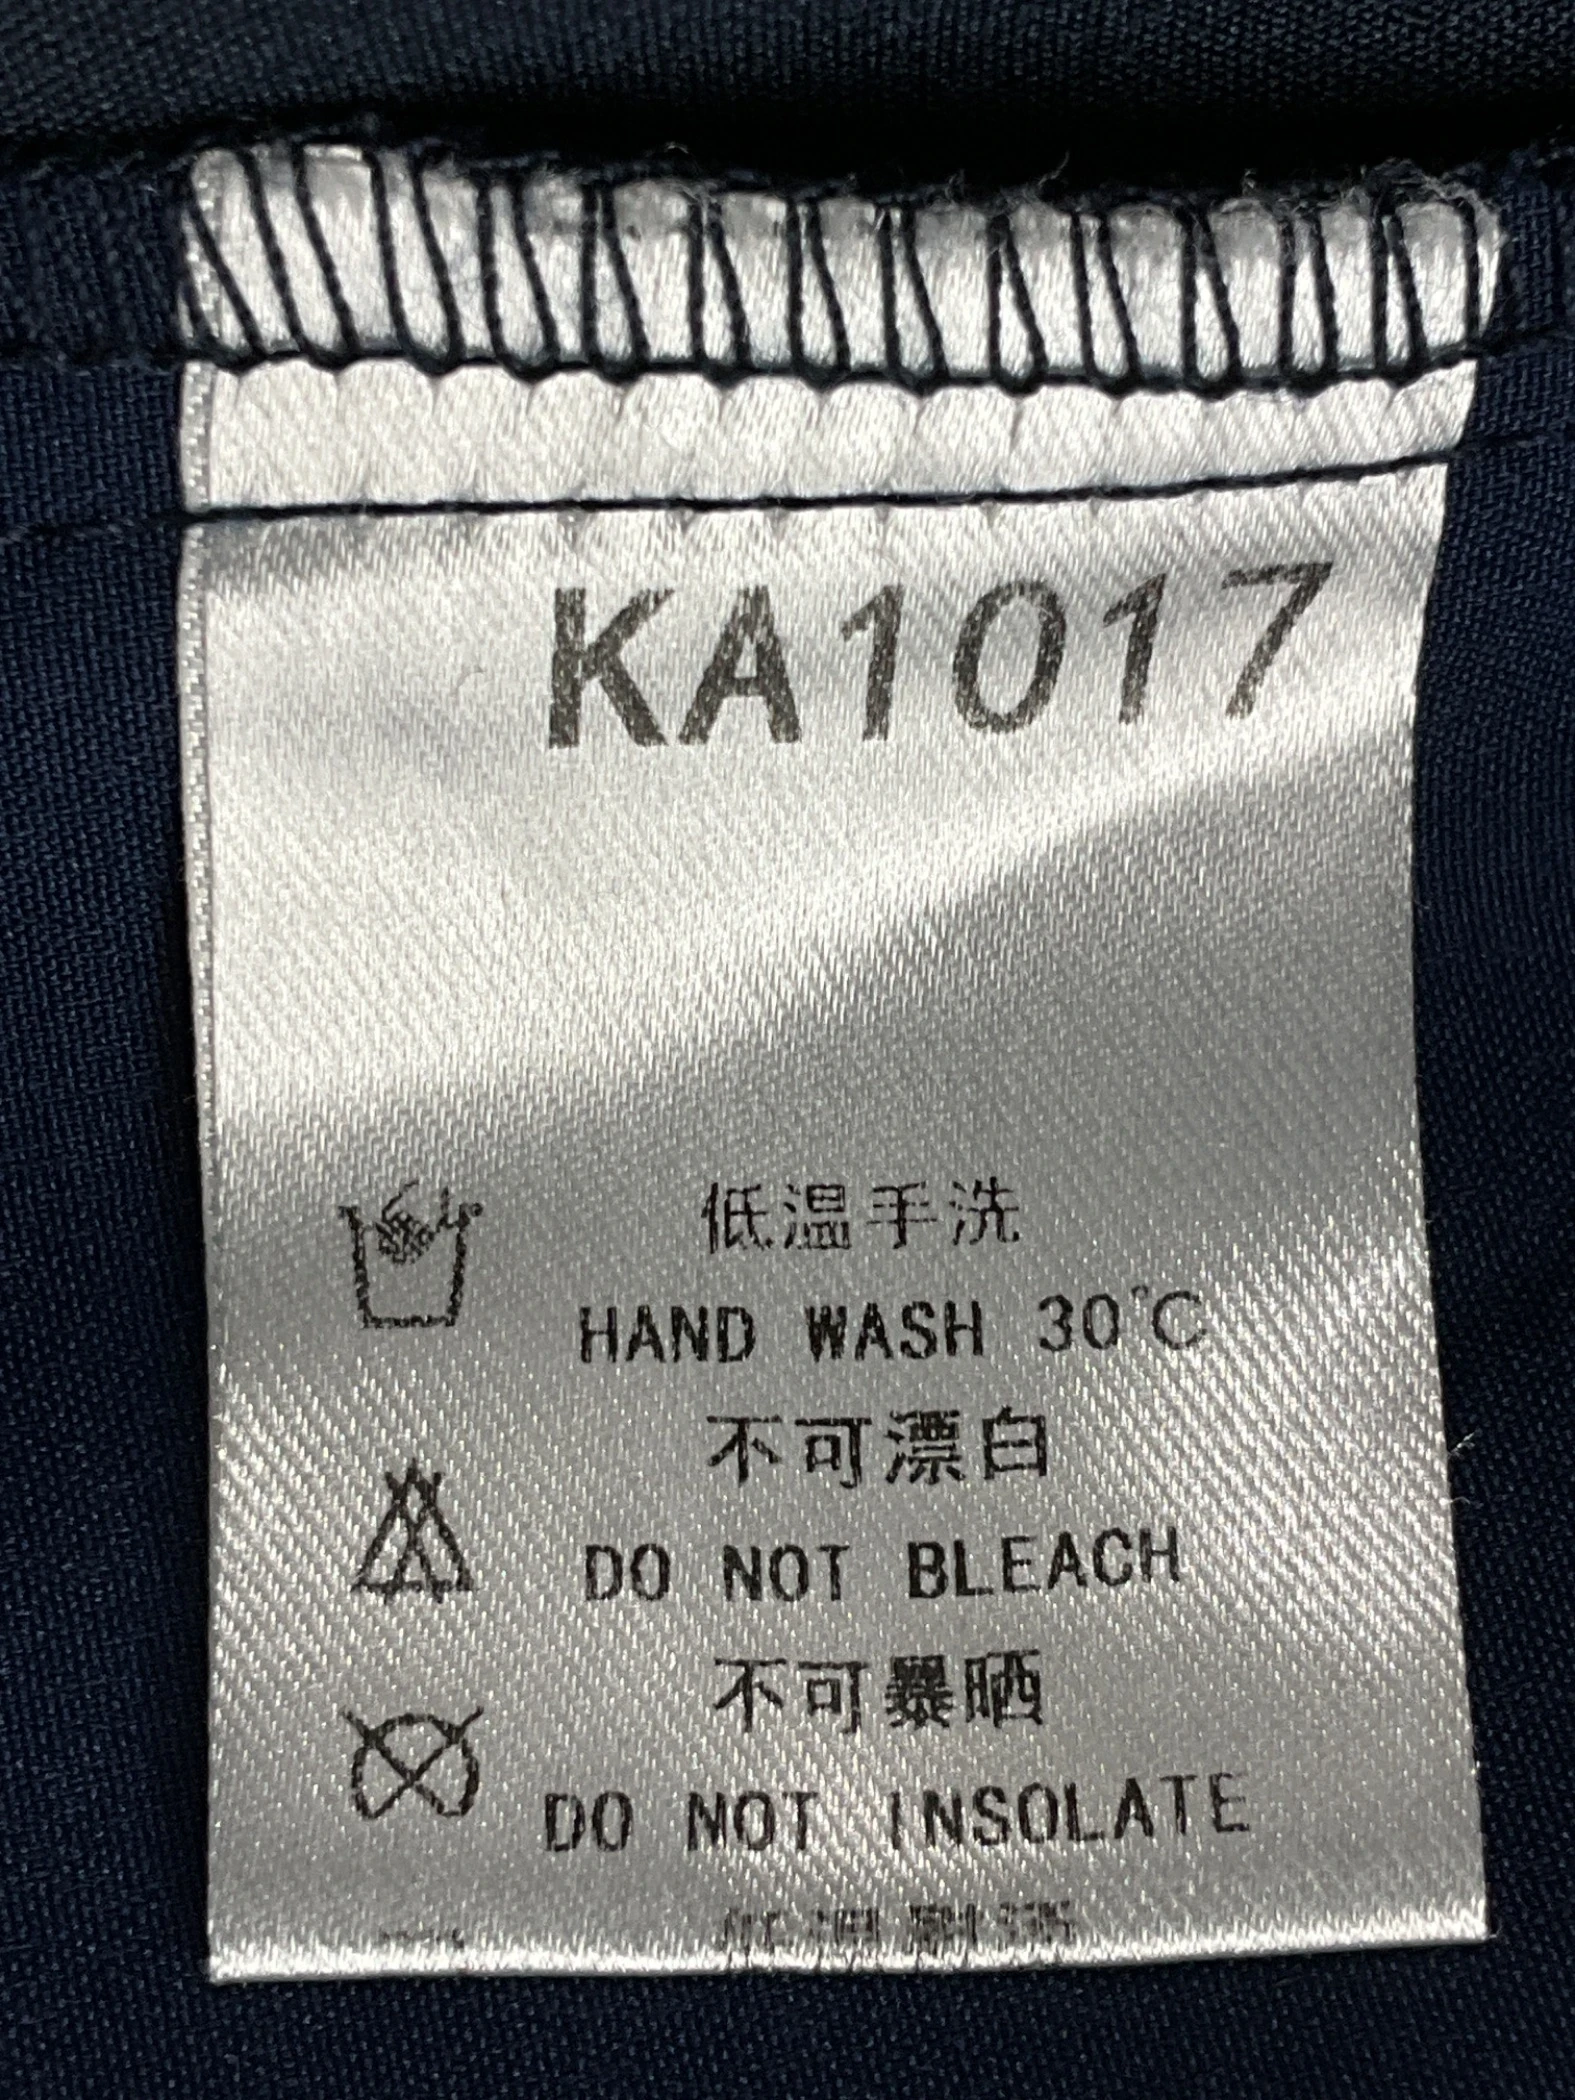 KA1017
低温手洗
HAND WASH 30℃
不可漂白
DO NOT BLEACH
不可暴晒
DO NOT INSOLATE